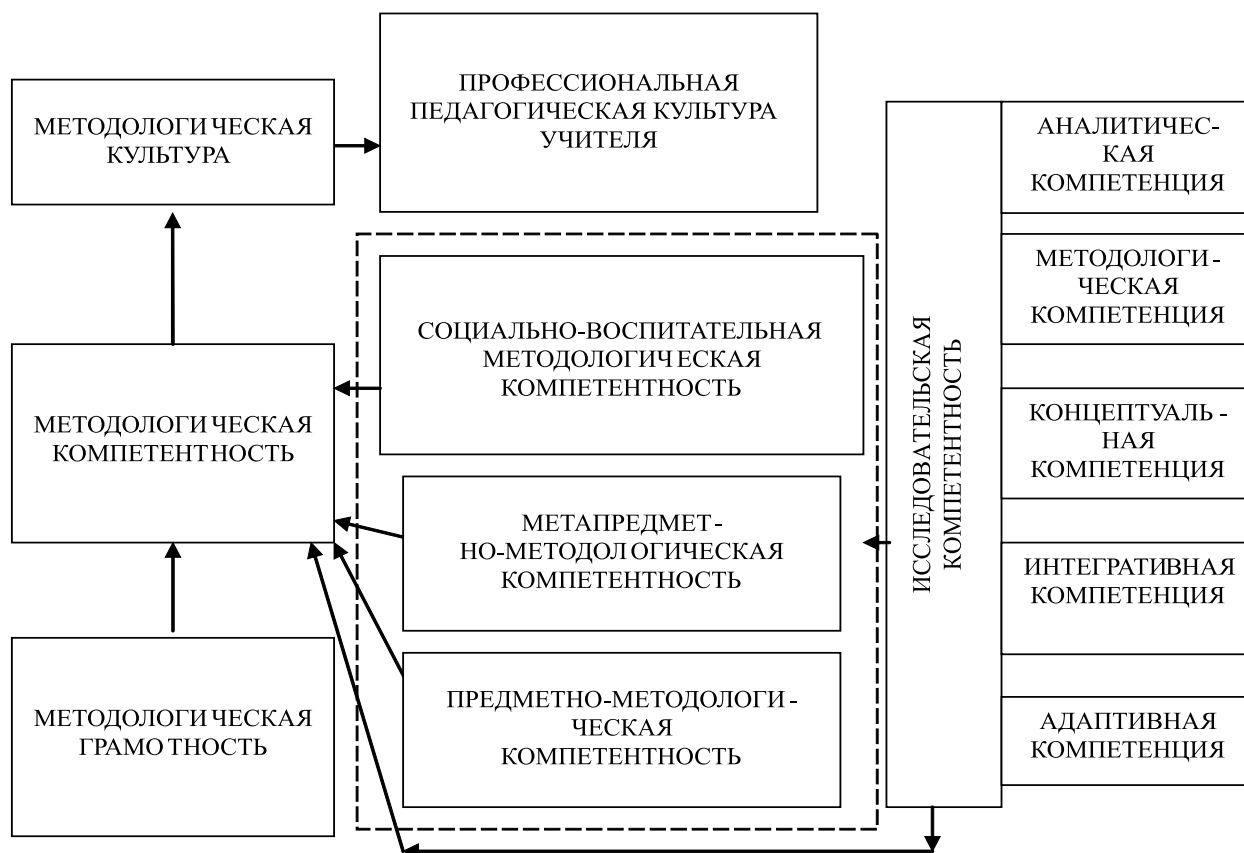 МЕТОДОЛОГИЧЕСКАЯ
КУЛЬТУРА
ПРОФЕССИОНАЛЬНАЯ
ПЕДАГОГИЧЕСКАЯ КУЛЬТУРА
УЧИТЕЛЯ
МЕТОДОЛОГИЧЕСКАЯ
КОМПЕТЕНТНОСТЬ
МЕТОДОЛОГИЧЕСКАЯ
ГРАМОТНОСТЬ
СОЦИАЛЬНО-ВОСПИТАТЕЛЬНАЯ
МЕТОДОЛОГИЧЕСКАЯ
КОМПЕТЕНТНОСТЬ
МЕТАПРЕДМЕТ-
НО-МЕТОДОЛОГИЧЕСКАЯ
КОМПЕТЕНТНОСТЬ
ПРЕДМЕТНО-МЕТОДОЛОГИ-
ЧЕСКАЯ
КОМПЕТЕНТНОСТЬ
ИССЛЕДОВАТЕЛЬСКАЯ
КОМПЕТЕНТНОСТЬ
АНАЛИТИЧЕС-
КАЯ
КОМПЕТЕНЦИЯ
МЕТОДОЛОГИ-
ЧЕСКАЯ
КОМПЕТЕНЦИЯ
КОНЦЕПТУАЛЬ-
НАЯ
КОМПЕТЕНЦИЯ
ИНТЕГРАТИВНАЯ
КОМПЕТЕНЦИЯ
АДАПТИВНАЯ
КОМПЕТЕНЦИЯ